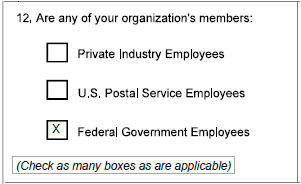 12. Are any of your organization's members:
Private Industry Employees
U.S. Postal Service Employees
X Federal Government Employees
(Check as many boxes as are applicable)